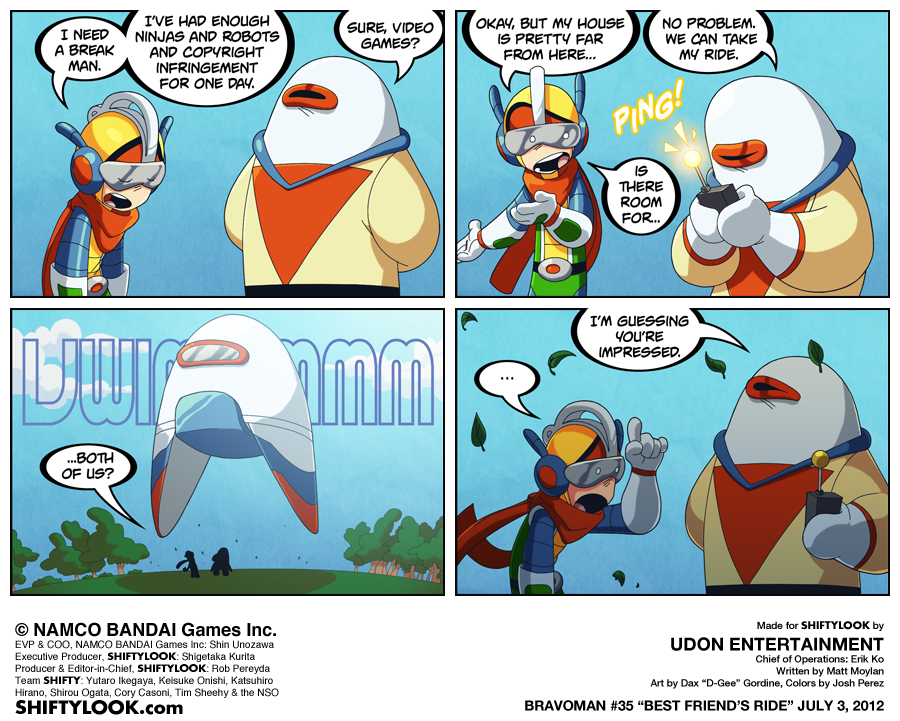 I NEED
A BREAK
MAN.
I'VE HAD ENOUGH
NINJAS AND ROBOTS
AND COPYRIGHT
INFRINGEMENT
FOR ONE DAY.
SURE, VIDEO
GAMES?
OKAY, BUT MY HOUSE
IS PRETTY FAR
FROM HERE...
NO PROBLEM.
WE CAN TAKE
MY RIDE.
PING!
IS
THERE
ROOM
FOR...
...BOTH
OF US?
I'M GUESSING
YOU'RE
IMPRESSED.
...
© NAMCO BANDAI Games Inc.
EVP & COO, NAMCO BANDAI Games Inc: Shin Unozawa
Executive Producer, SHIFTYLOOK: Shigetaka Kurita
Producer & Editor-in-Chief, SHIFTYLOOK: Rob Pereyda
Team SHIFTY: Yutaro Ikegaya, Keisuke Onishi, Katsuhiro
Hirano, Shirou Ogata, Cory Casoni, Tim Sheehy & the NSO
SHIFTYLOOK.com
Made for SHIFTYLOOK by
UDON ENTERTAINMENT
Chief of Operations: Erik Ko
Written by Matt Moylan
Art by Dax "D-Gee" Gordine, Colors by Josh Perez
BRAVOMAN #35 "BEST FRIEND'S RIDE" JULY 3, 2012